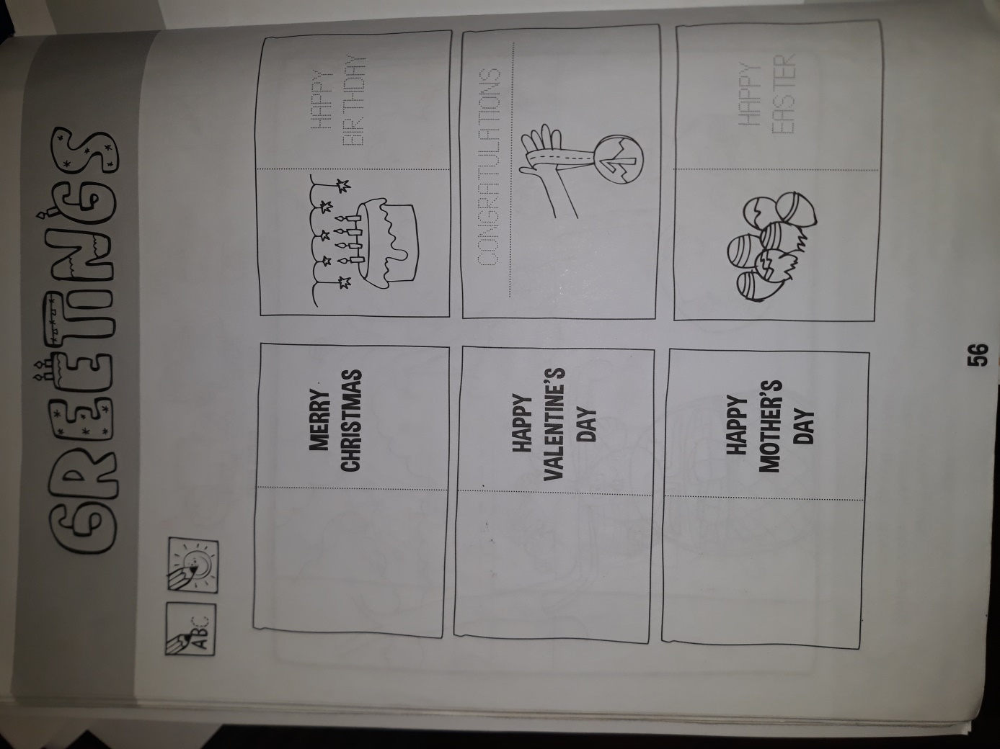 GREETINGS
ABC
MERRY
CHRISTMAS
HAPPY
BIRTHDAY
HAPPY
VALENTINE'S
DAY
CONGRATULATIONS
HAPPY
MOTHER'S
DAY
HAPPY
EASTER
56